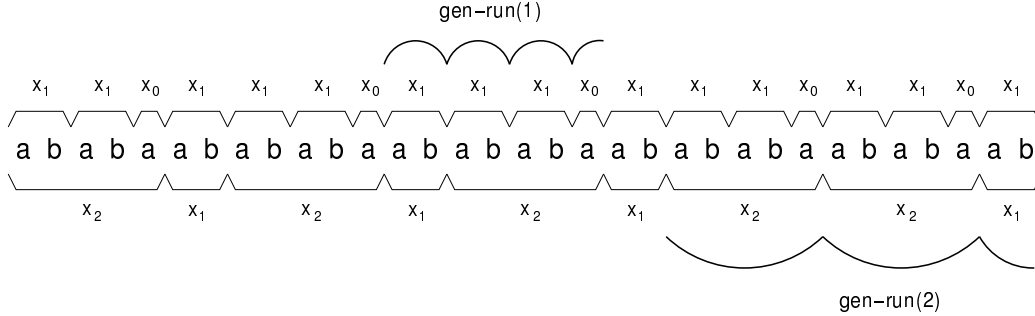 gen-run(1)
x₁ x₁ x₀ x₁ x₁ x₁ x₀ x₁ x₁ x₁ x₀ x₁ x₁ x₁ x₀ x₁ x₁ x₀ x₁
a b a b a a b a b a b a a b a b a b a a b a b a b a a b a b a a b
x₂ x₁ x₂ x₁ x₂ x₁ x₂ x₂ x₁
gen-run(2)